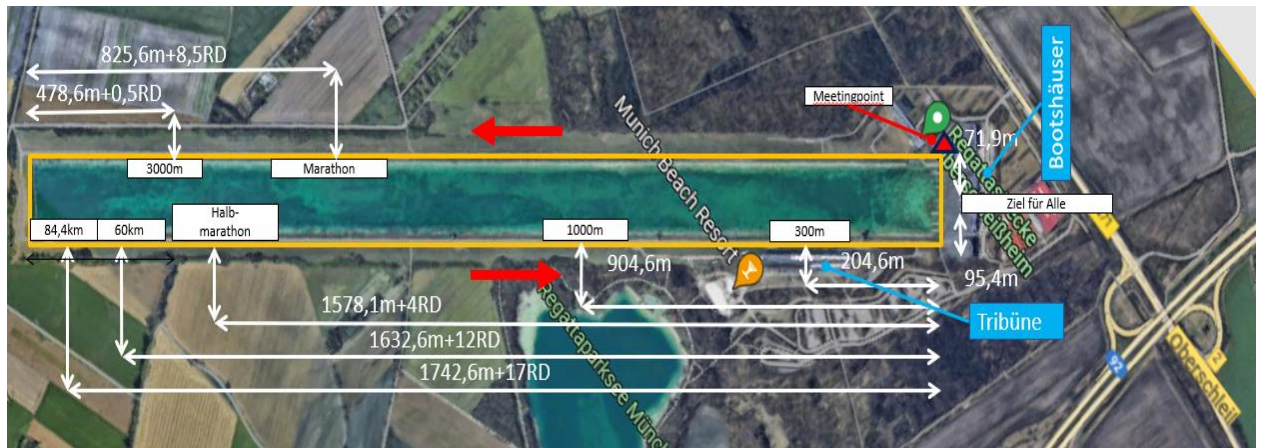 825,6m+8,5RD
478,6m+0,5RD
Meetingpoint
71,9m
Bootshäuser
3000m
Marathon
Munich Beach Resort
Ziel für Alle
84,4km
60km
Halb-
marathon
1000m
300m
904,6m
204,6m
95,4m
1578,1m+4RD
Tribüne
1632,6m+12RD
1742,6m+17RD
92
2